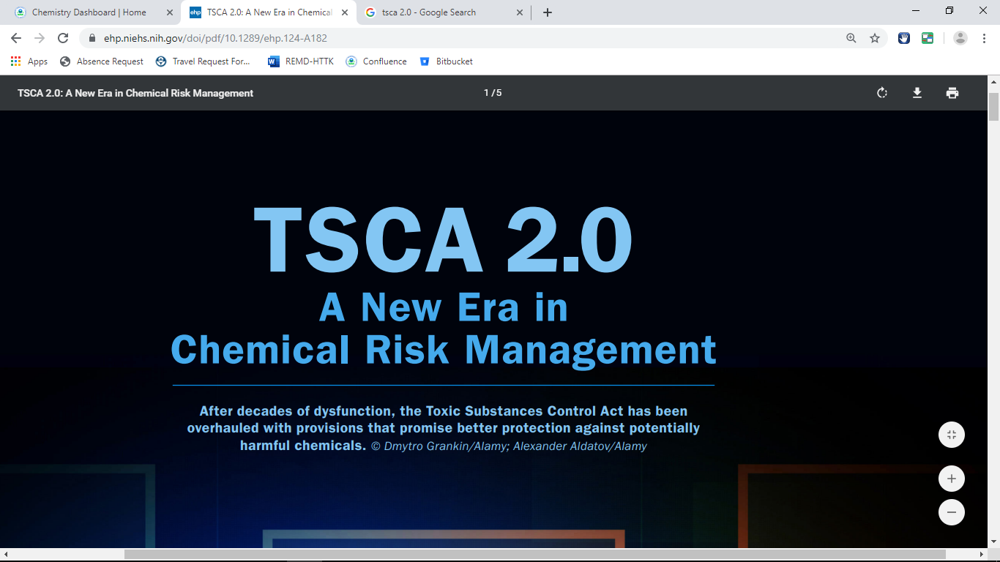 Chemistry Dashboard | Home
ehp TSCA 2.0: A New Era in Chemical
tsca 2.0 - Google Search
ehp.niehs.nih.gov/doi/pdf/10.1289/ehp.124-A182
Apps Absence Request Travel Request For... REMD-HTTK Confluence Bitbucket
TSCA 2.0: A New Era in Chemical Risk Management 1 / 5
TSCA 2.0
A New Era in
Chemical Risk Management
After decades of dysfunction, the Toxic Substances Control Act has been
overhauled with provisions that promise better protection against potentially
harmful chemicals. © Dmytro Grankin/Alamy; Alexander Aldatov/Alamy